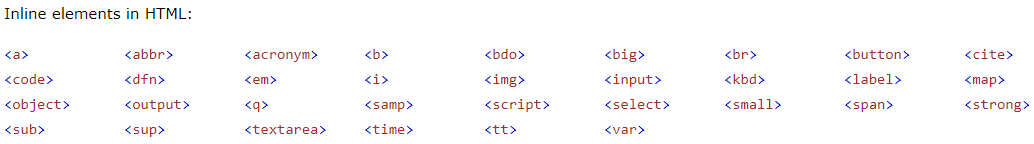 Inline elements in HTML:
<a> <abbr> <acronym> <b> <bdo> <big> <br> <button> <cite>
<code> <dfn> <em> <i> <img> <input> <kbd> <label> <map>
<object> <output> <q> <samp> <script> <select> <small> <span> <strong>
<sub> <sup> <textarea> <time> <tt> <var>